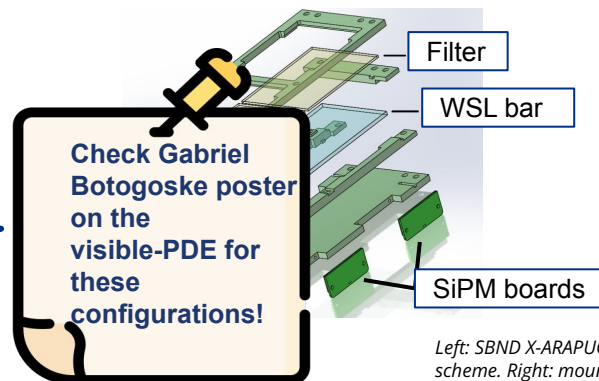 Filter
WSL bar
Check Gabriel
Botogoske poster
on the
visible-PDE for
these
configurations!
SiPM boards
Left: SBND X-ARAPU
scheme. Right: moun